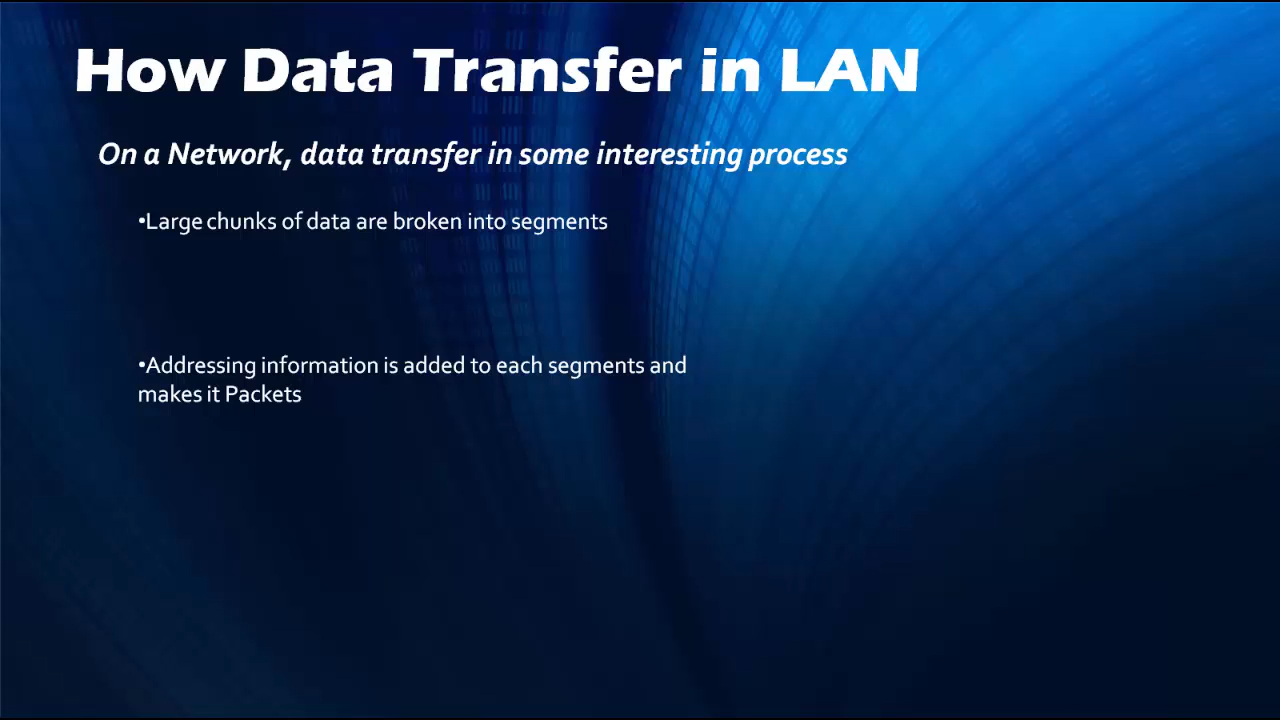 How Data Transfer in LAN
On a Network, data transfer in some interesting process
•Large chunks of data are broken into segments
•Addressing information is added to each segments and
makes it Packets